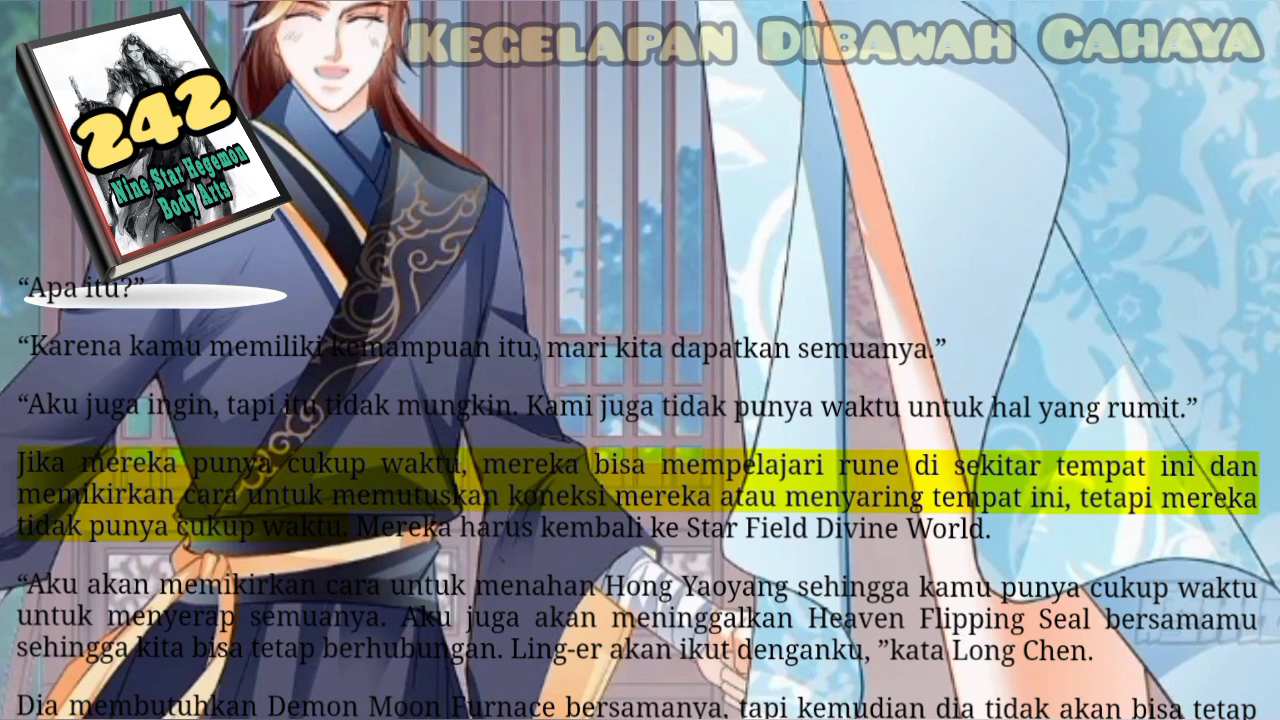 Kegelapan Dibawah Cahaya
242
Nine Star Hegemon
Body Arts
“Apa itu?”
“Karena kamu memiliki kemampuan itu, mari kita dapatkan semuanya.”
“Aku juga ingin, tapi itu tidak mungkin. Kami juga tidak punya waktu untuk hal yang rumit.”
Jika mereka punya cukup waktu, mereka bisa mempelajari rune di sekitar tempat ini dan
memikirkan cara untuk memutuskan koneksi mereka atau menyaring tempat ini, tetapi mereka
tidak punya cukup waktu. Mereka harus kembali ke Star Field Divine World.
“Aku akan memikirkan cara untuk menahan Hong Yaoyang sehingga kamu punya cukup waktu
untuk menyerap semuanya. Aku juga akan meninggalkan Heaven Flipping Seal bersamamu
sehingga kita bisa tetap berhubungan. Ling-er akan ikut denganku, ”kata Long Chen.
Dia membutuhkan Demon Moon Furnace bersamanya, tapi kemudian dia tidak akan bisa tetap